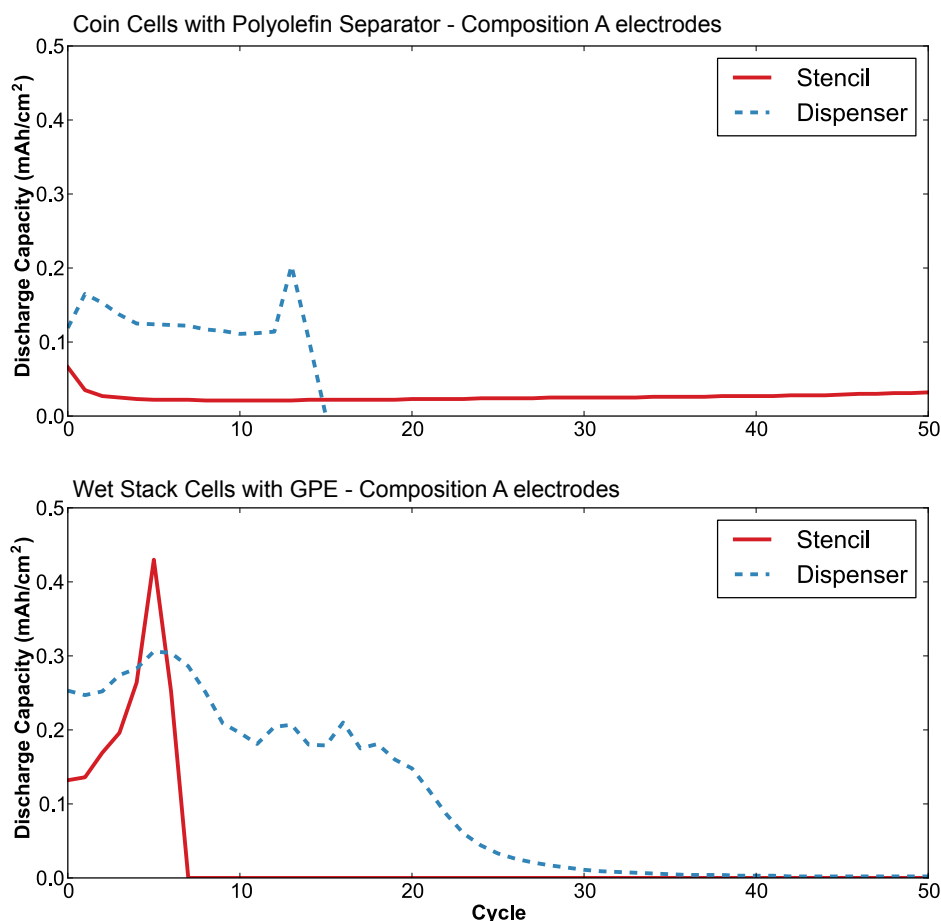 Coin Cells with Polyolefin Separator - Composition A electrodes
Discharge Capacity (mAh/cm²)
0.5
0.4
0.3
0.2
0.1
0.0
Stencil
Dispenser
0 10 20 30 40 50
Wet Stack Cells with GPE - Composition A electrodes
Discharge Capacity (mAh/cm²)
0.5
0.4
0.3
0.2
0.1
0.0
Stencil
Dispenser
0 10 20 30 40 50
Cycle